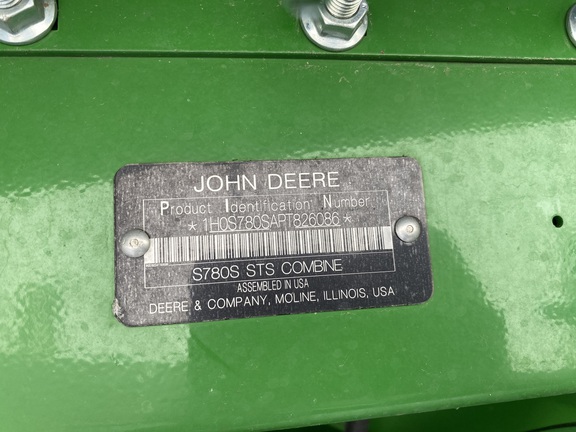 JOHN DEERE
Product Identification Number
*1H0S780SAPT826086*
S780S STS COMBINE
ASSEMBLED IN USA
DEERE & COMPANY, MOLINE, ILLINOIS, USA